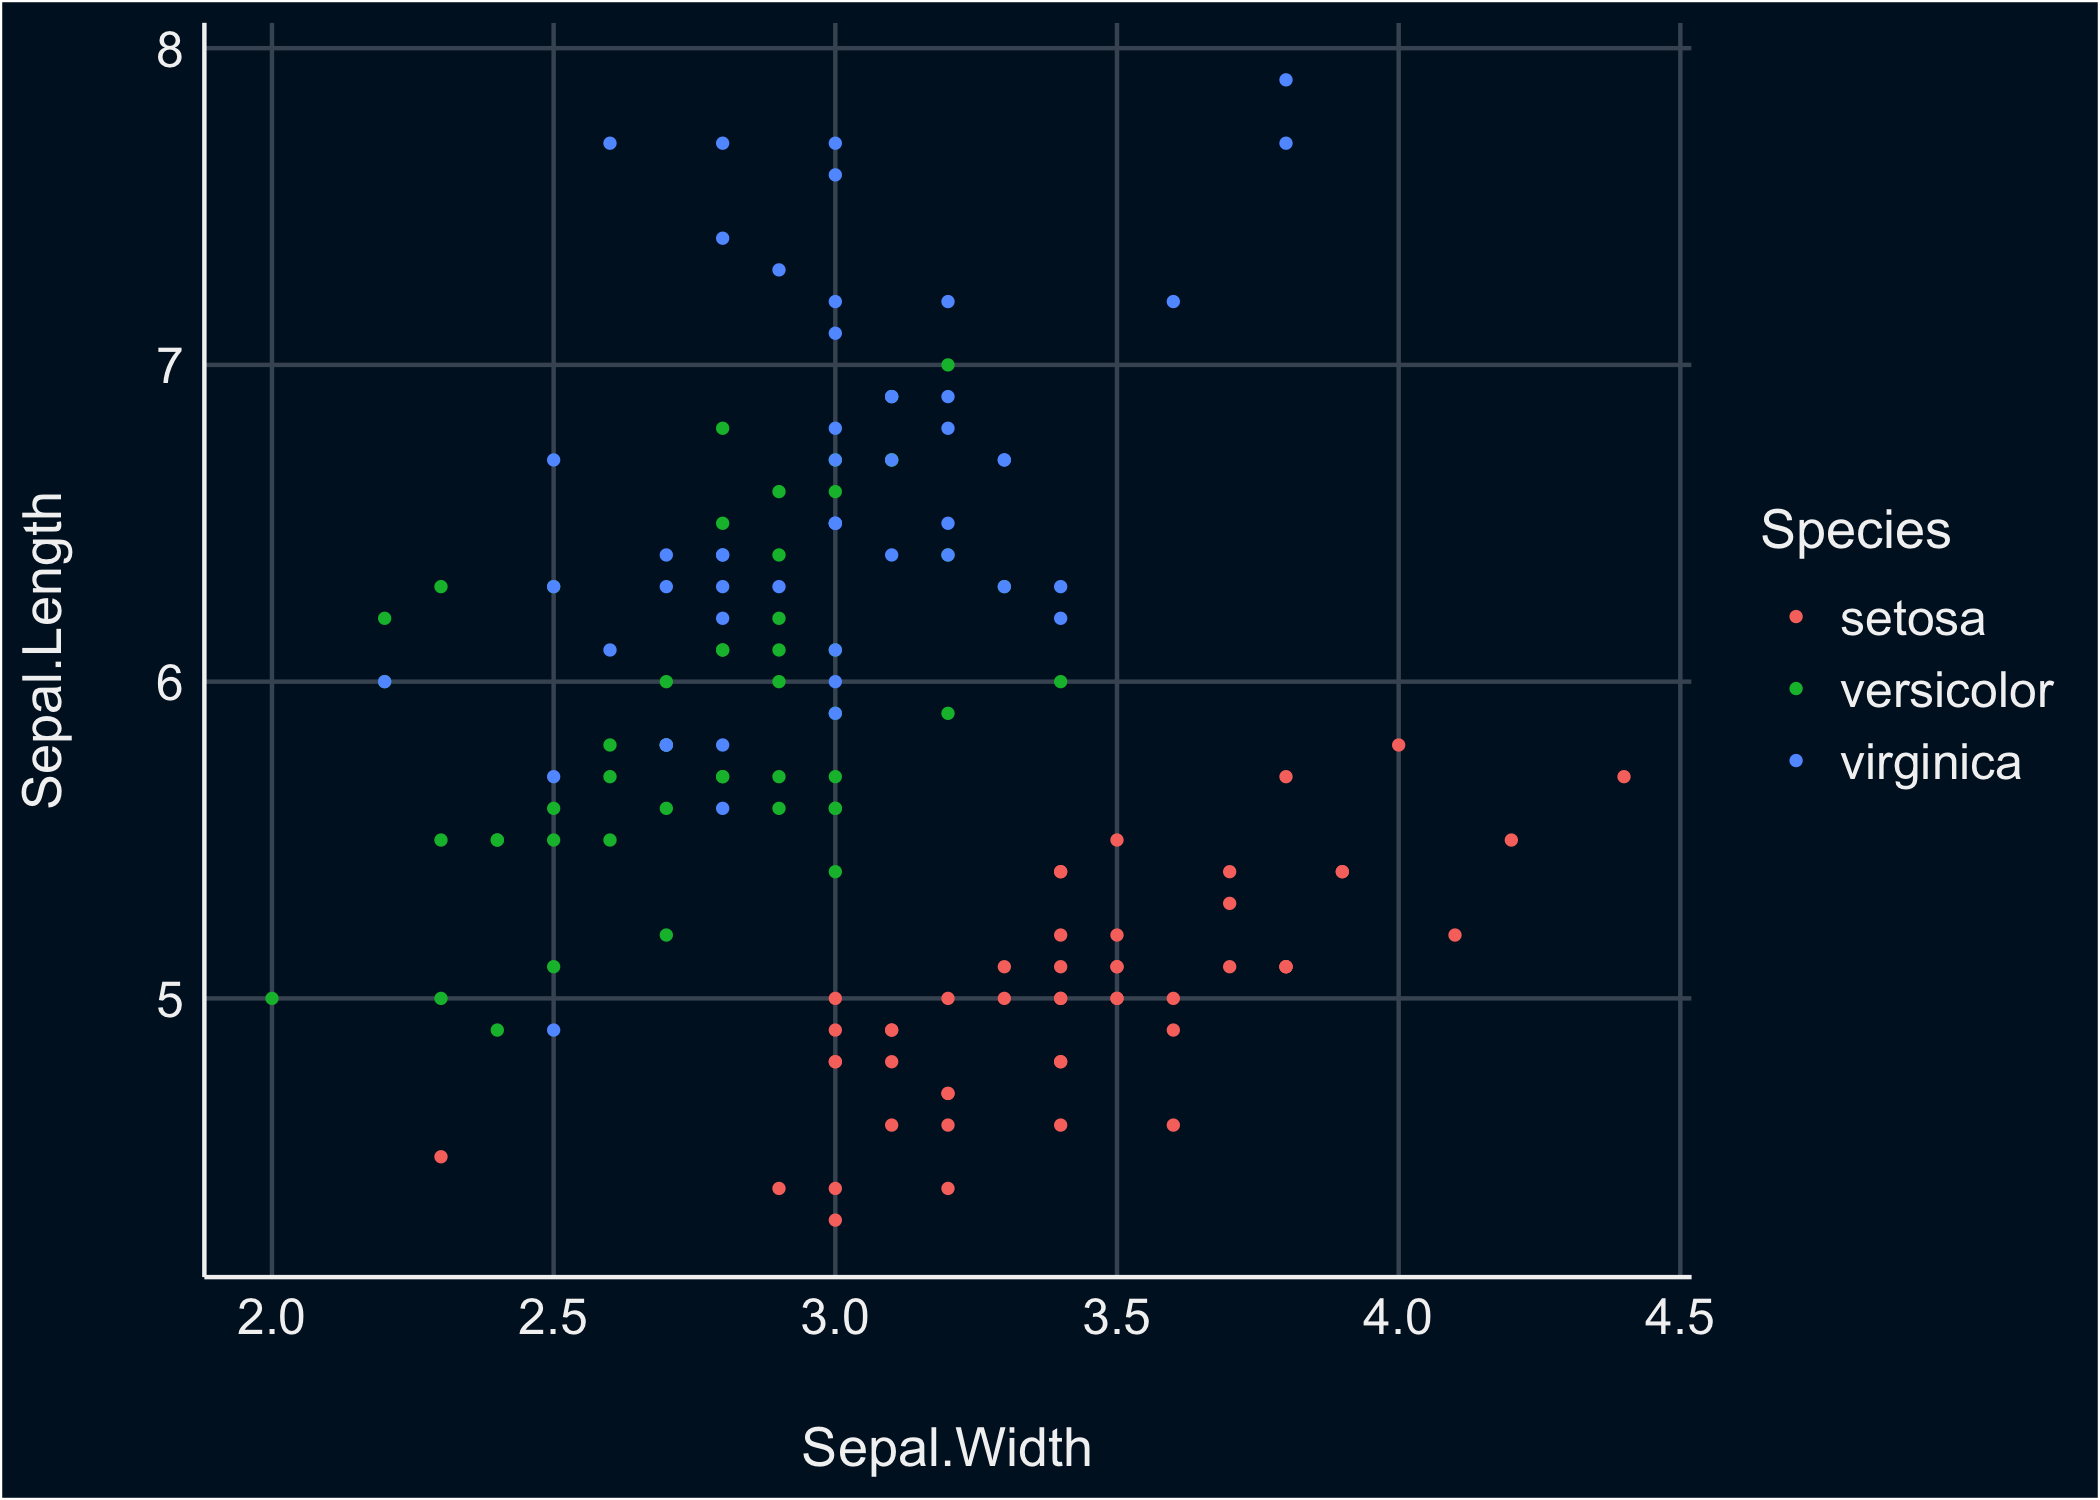 8
7
6
5
Sepal.Length
2.0 2.5 3.0 3.5 4.0 4.5
Sepal.Width
Species
setosa
versicolor
virginica